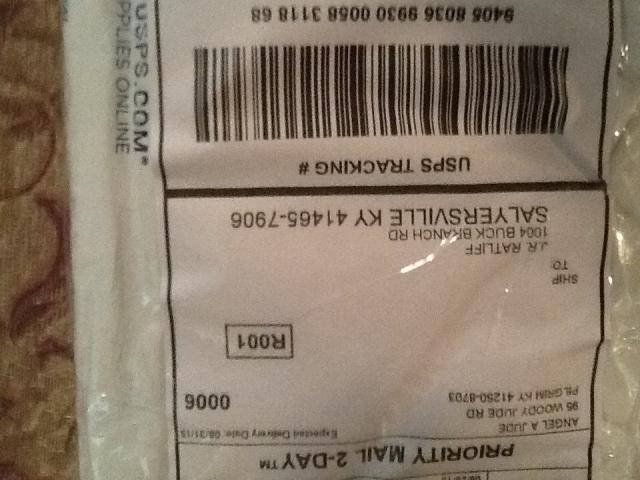 PRIORITY MAIL 2-DAY™
ANGEL A JUDE
95 WOODY JUDE RD
PILGRIM KY 41250-8703
Expected Delivery Date: 08/31/15
0006
R001
SHIP
TO:
J.R. RATLIFF
1084 BUCK BRANCH RD
SALYERSVILLE KY 41465-7906
USPS TRACKING #
9405 8036 9930 0058 3118 68
USPS.COM®
PPLIES ONLINE